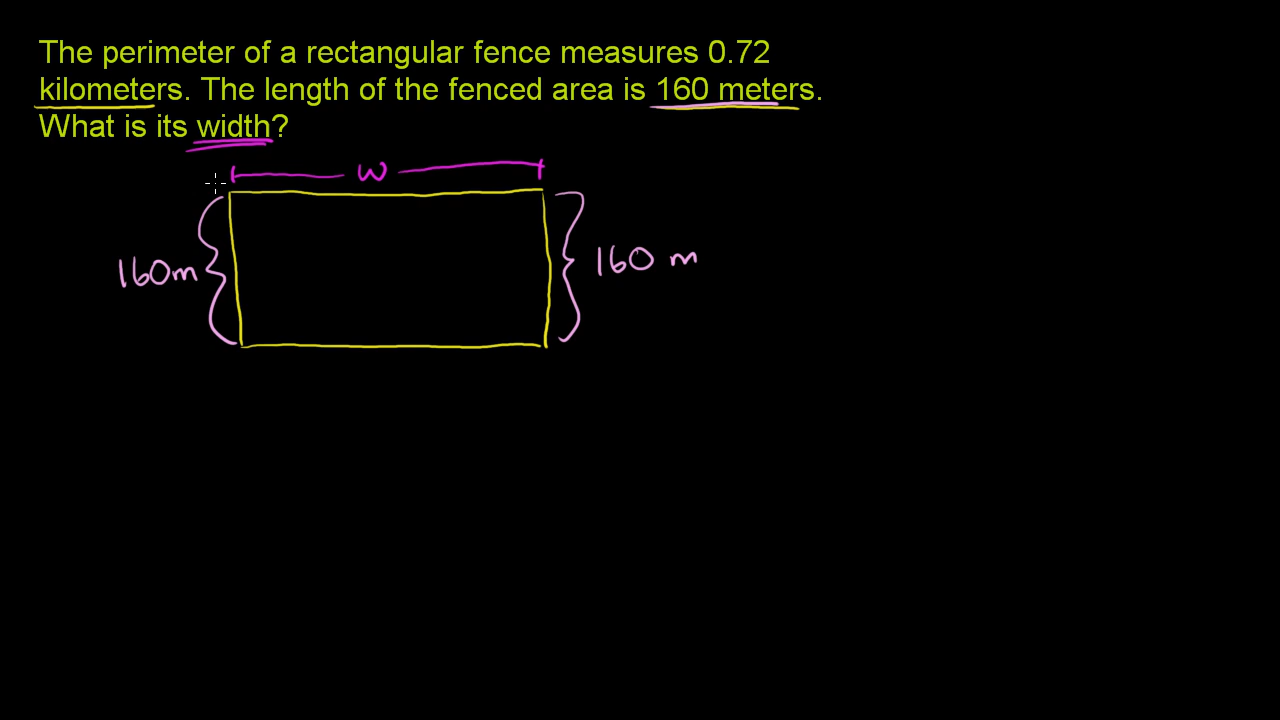 The perimeter of a rectangular fence measures 0.72
kilometers. The length of the fenced area is 160 meters.
What is its width?
w
160m
160 m